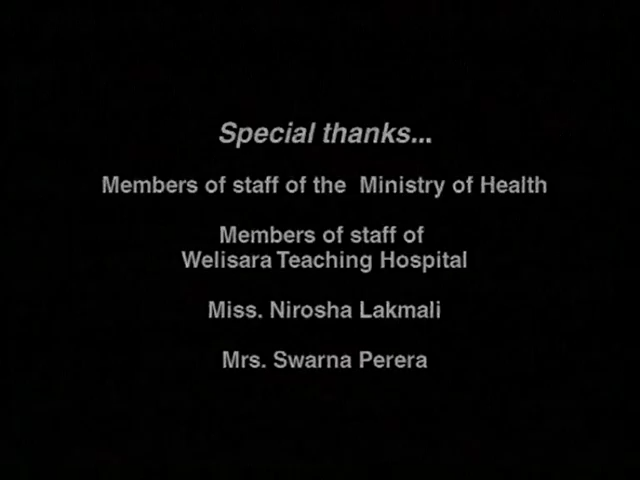 Special thanks...
Members of staff of the Ministry of Health
Members of staff of
Welisara Teaching Hospital
Miss. Nirosha Lakmali
Mrs. Swarna Perera